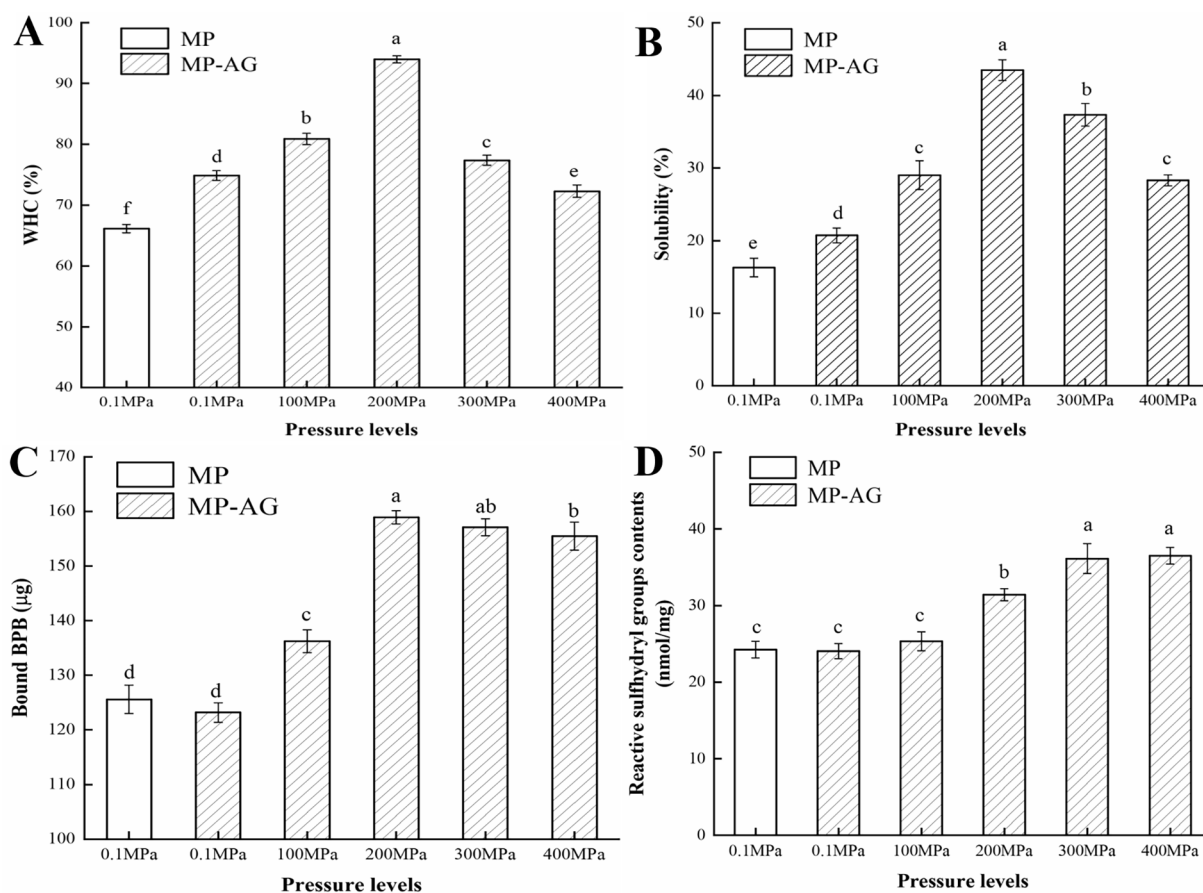 A
MP
MP-AG
WHC (%)
100
90
80
70
60
50
40
f
d
b
a
c
e
0.1MPa 0.1MPa 100MPa 200MPa 300MPa 400MPa
Pressure levels
B
MP
MP-AG
Solubility (%)
50
40
30
20
10
0
e
d
c
a
b
c
0.1MPa 0.1MPa 100MPa 200MPa 300MPa 400MPa
Pressure levels
C
MP
MP-AG
Bound BPB (μg)
170
160
150
140
130
120
110
100
d
d
c
a
ab
b
0.1MPa 0.1MPa 100MPa 200MPa 300MPa 400MPa
Pressure levels
D
MP
MP-AG
Reactive sulfhydryl groups contents
(nmol/mg)
50
40
30
20
10
0
c
c
c
b
a
a
0.1MPa 0.1MPa 100MPa 200MPa 300MPa 400MPa
Pressure levels